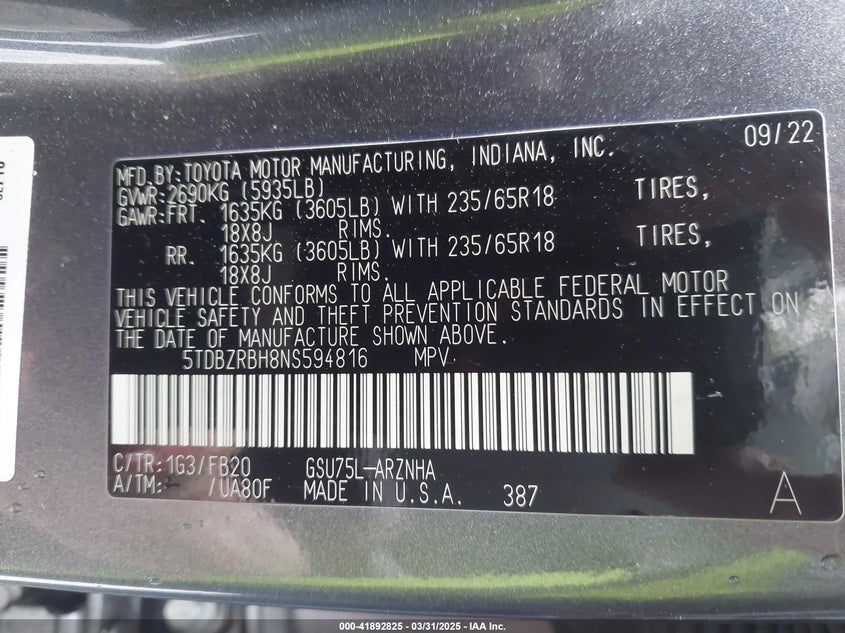 09/22
MFD.BY:TOYOTA MOTOR MANUFACTURING, INDIANA, INC.
GVWR:2690KG (5935LB)
GAWR:FRT. 1635KG (3605LB) WITH 235/65R18 TIRES,
18X8J RIMS.
RR. 1635KG (3605LB) WITH 235/65R18 TIRES,
18X8J RIMS.
THIS VEHICLE CONFORMS TO ALL APPLICABLE FEDERAL MOTOR
VEHICLE SAFETY AND THEFT PREVENTION STANDARDS IN EFFECT ON
THE DATE OF MANUFACTURE SHOWN ABOVE.
5TDBZRBH8NS594816 MPV
C/TR:1G3/FB20 GSU75L-ARZNHA
A/TM:-/UA80F MADE IN U.S.A. 387 A
000-41892825 - 03/31/2025 - IAA Inc.